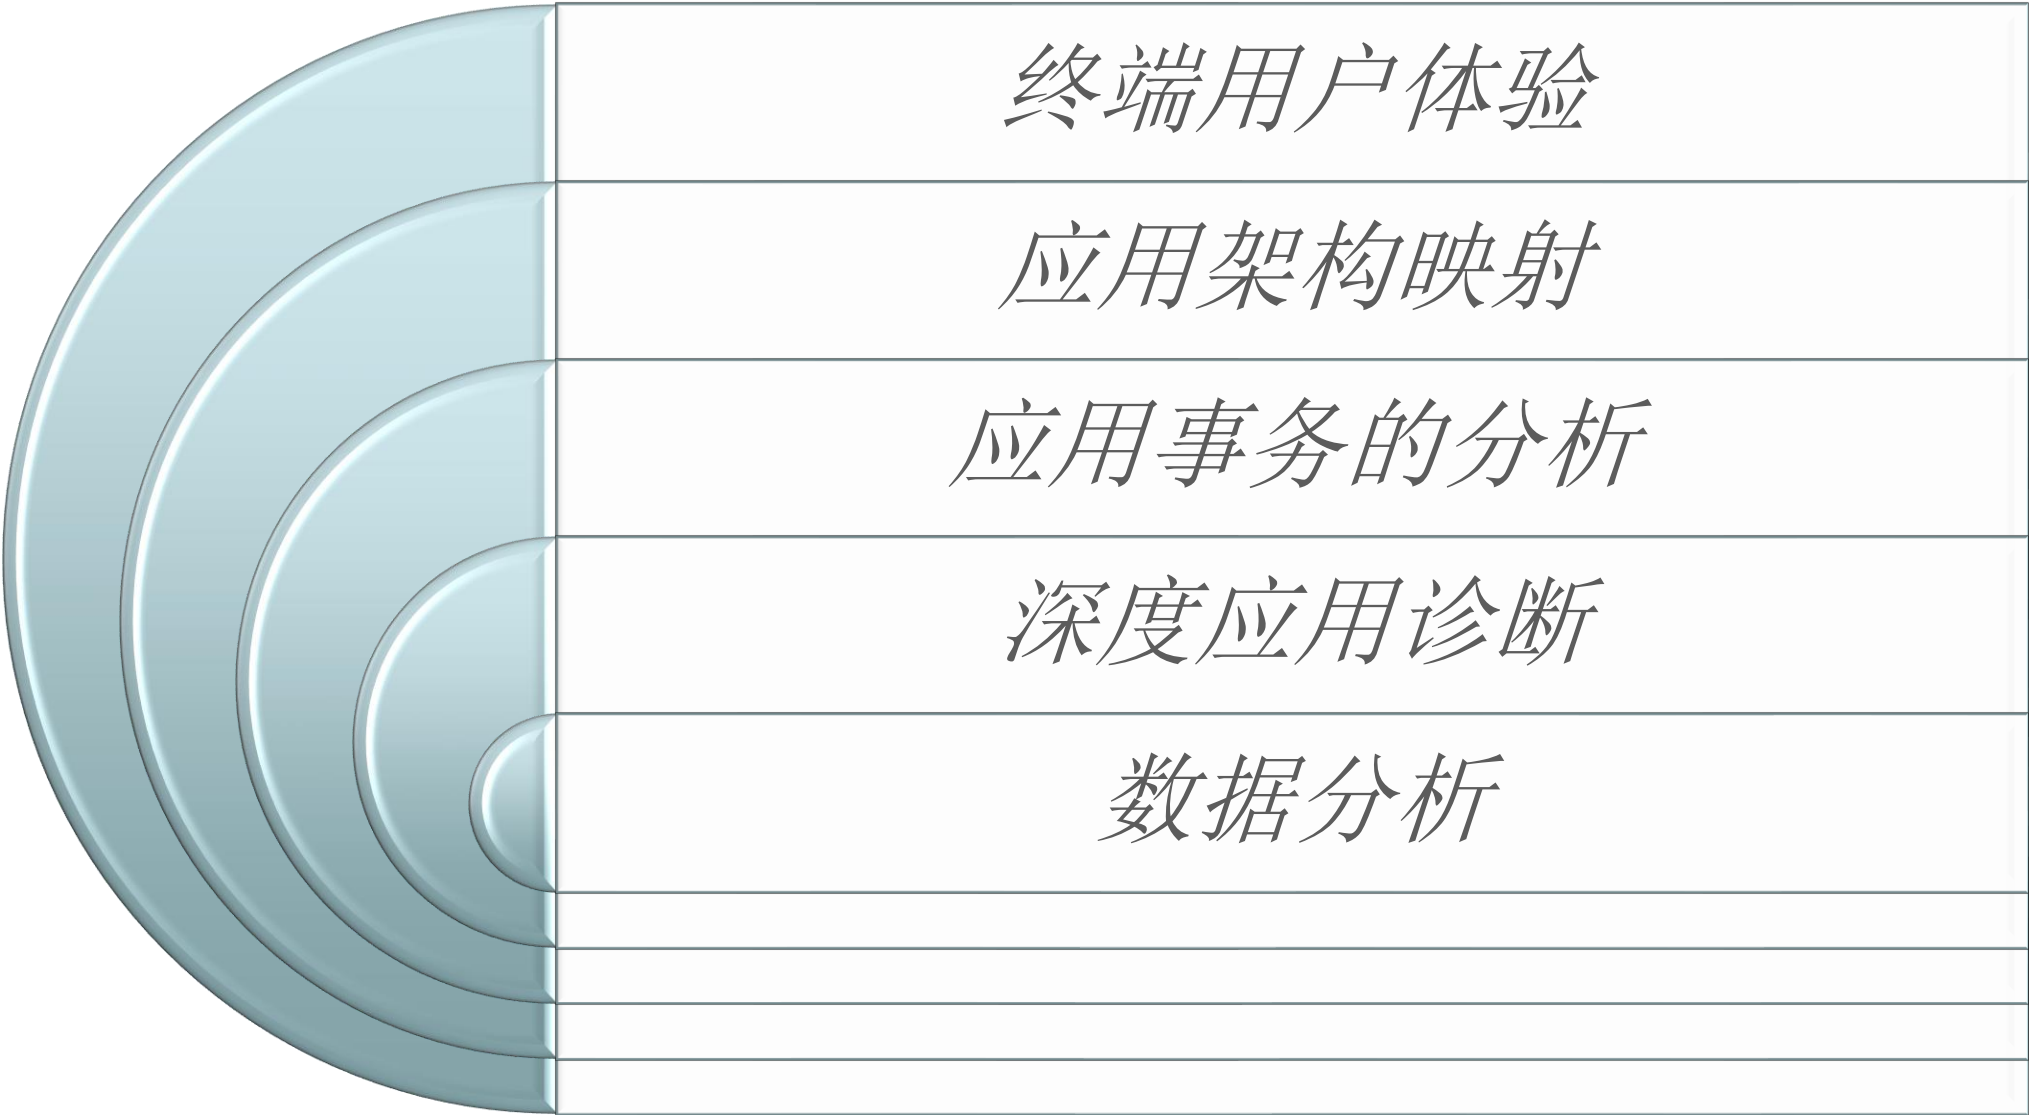 终端用户体验
应用架构映射
应用事务的分析
深度应用诊断
数据分析